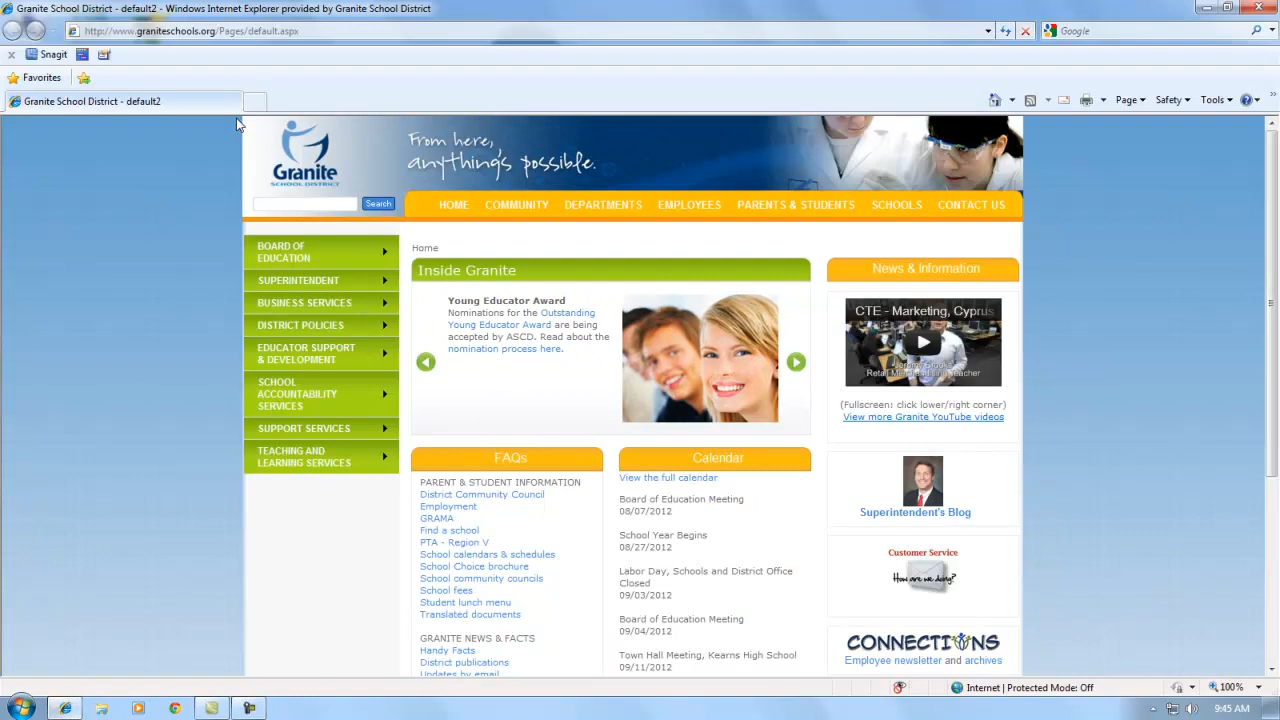 Granite School District - default2 - Windows Internet Explorer provided by Granite School District
http://www.graniteschools.org/Pages/default.aspx
Google
Snagit
Favorites
Granite School District - default2
Page
Safety
Tools
From here,
anything's possible.
Granite
SCHOOL DISTRICT
Search
HOME COMMUNITY DEPARTMENTS EMPLOYEES PARENTS & STUDENTS SCHOOLS CONTACT US
BOARD OF
EDUCATION
SUPERINTENDENT
BUSINESS SERVICES
DISTRICT POLICIES
EDUCATOR SUPPORT
& DEVELOPMENT
SCHOOL
ACCOUNTABILITY
SERVICES
SUPPORT SERVICES
TEACHING AND
LEARNING SERVICES
Home
Inside Granite
Young Educator Award
Nominations for the Outstanding
Young Educator Award are being
accepted by ASCD. Read about the
nomination process here.
FAQs
PARENT & STUDENT INFORMATION
District Community Council
Employment
GRAMA
Find a school
PTA - Region V
School calendars & schedules
School Choice brochure
School community councils
School fees
Student lunch menu
Translated documents
GRANITE NEWS & FACTS
Handy Facts
District publications
Updates by email
Calendar
View the full calendar
Board of Education Meeting
08/07/2012
School Year Begins
08/27/2012
Labor Day, Schools and District Office
Closed
09/03/2012
Board of Education Meeting
09/04/2012
Town Hall Meeting, Kearns High School
09/11/2012
News & Information
CTE - Marketing, Cyprus
Retail Merchandising Teacher
(Fullscreen: click lower/right corner)
View more Granite YouTube videos
Superintendent's Blog
Customer Service
How are we doing?
CONNECTIONS
Employee newsletter and archives
Internet | Protected Mode: Off
100%
9:45 AM